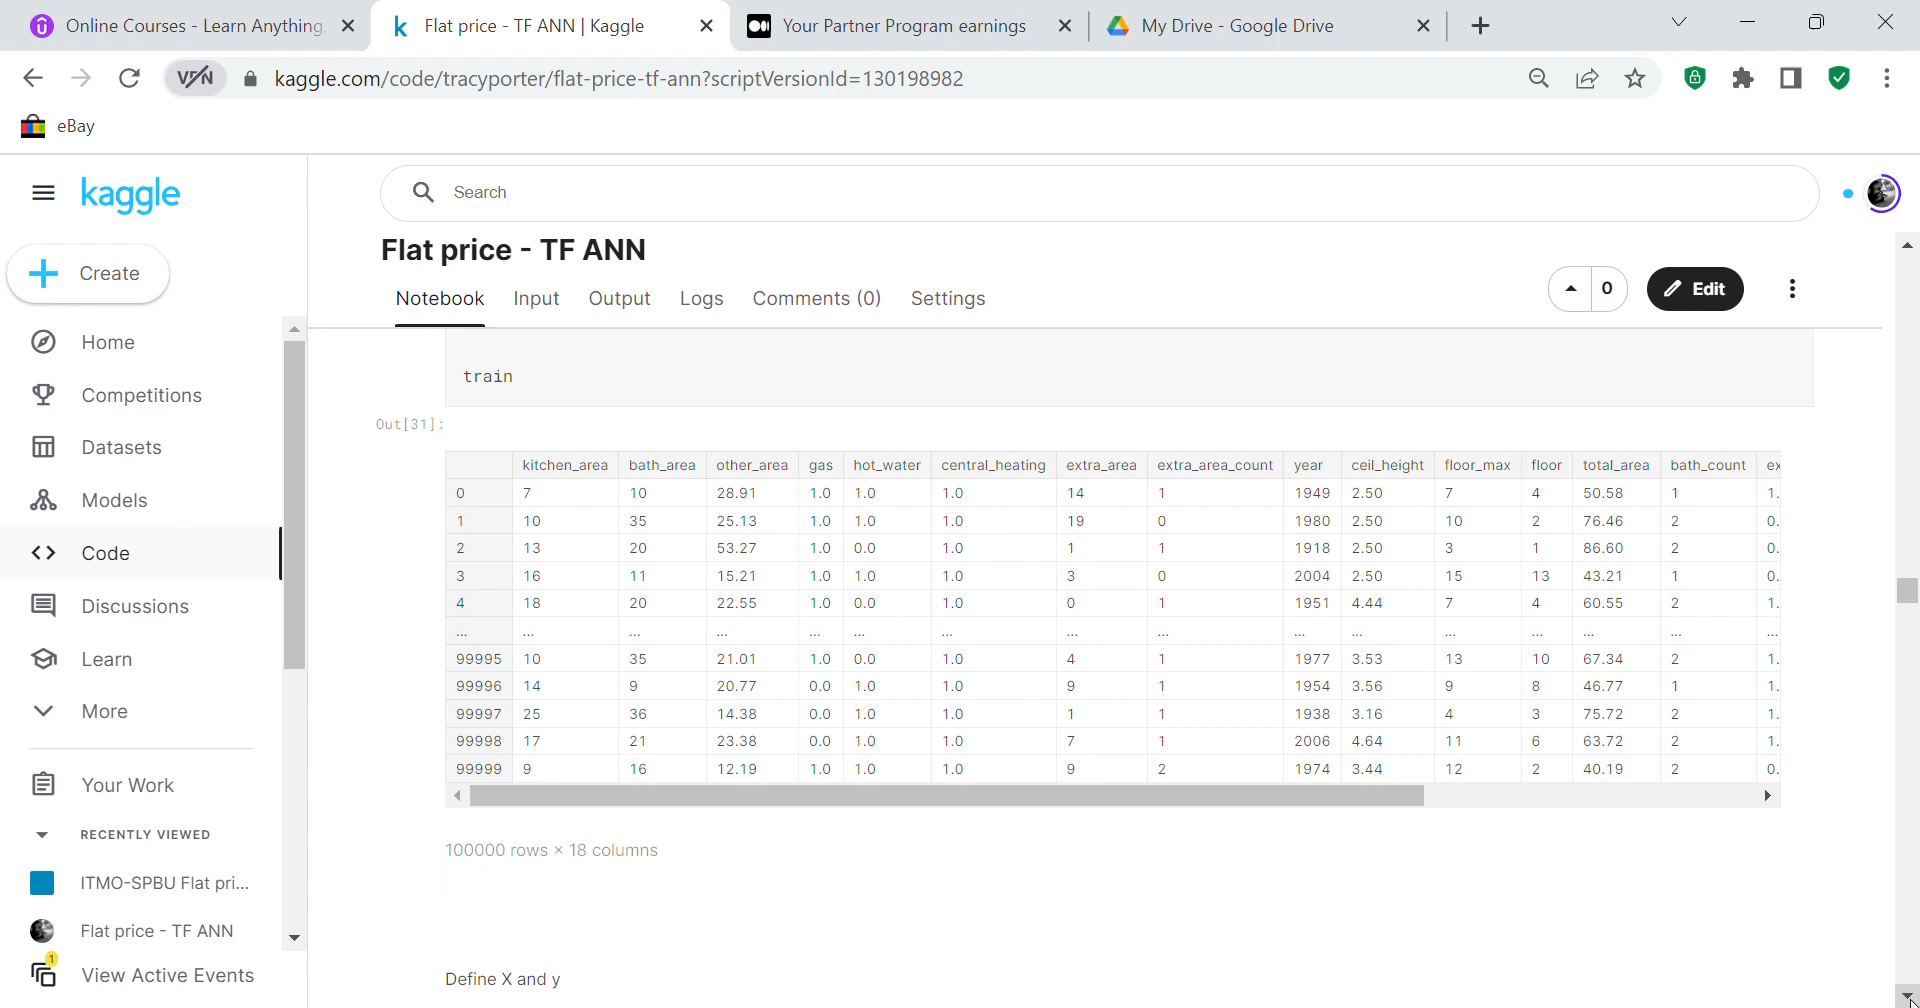 Online Courses - Learn Anything,
Flat price - TF ANN | Kaggle
Your Partner Program earnings
My Drive - Google Drive
VPN
kaggle.com/code/tracyporter/flat-price-tf-ann?scriptVersionId=130198982
eBay
kaggle
Search
Flat price - TF ANN
Create
Notebook Input Output Logs Comments (0) Settings
0
Edit
Home
Competitions
Datasets
Models
Code
Discussions
Learn
More
Your Work
RECENTLY VIEWED
ITMO-SPBU Flat pri...
Flat price - TF ANN
1
View Active Events
train
Out[31]:
kitchen_area bath_area other_area gas hot_water central_heating extra_area extra_area_count year ceil_height floor_max floor total_area bath_count ex
0 7 10 28.91 1.0 1.0 1.0 14 1 1949 2.50 7 4 50.58 1 1.
1 10 35 25.13 1.0 1.0 1.0 19 0 1980 2.50 10 2 76.46 2 0.
2 13 20 53.27 1.0 0.0 1.0 1 1 1918 2.50 3 1 86.60 2 0.
3 16 11 15.21 1.0 1.0 1.0 3 0 2004 2.50 15 13 43.21 1 0.
4 18 20 22.55 1.0 0.0 1.0 0 1 1951 4.44 7 4 60.55 2 1.
... ... ... ... ... ... ... ... ... ... ... ... ... ... ... ...
99995 10 35 21.01 1.0 0.0 1.0 4 1 1977 3.53 13 10 67.34 2 1.
99996 14 9 20.77 0.0 1.0 1.0 9 1 1954 3.56 9 8 46.77 1 1.
99997 25 36 14.38 0.0 1.0 1.0 1 1 1938 3.16 4 3 75.72 2 1.
99998 17 21 23.38 0.0 1.0 1.0 7 1 2006 4.64 11 6 63.72 2 1.
99999 9 16 12.19 1.0 1.0 1.0 9 2 1974 3.44 12 2 40.19 2 0.
100000 rows × 18 columns
Define X and y